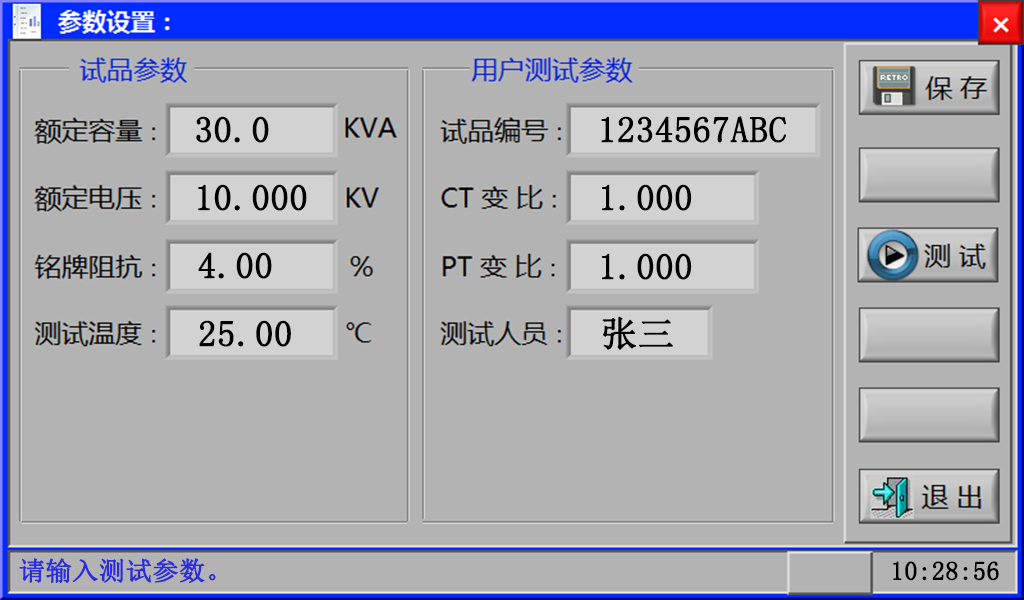 参数设置：
试品参数
额定容量： 30.0 KVA
额定电压： 10.000 KV
铭牌阻抗： 4.00 %
测试温度： 25.00 ℃
用户测试参数
试品编号： 1234567ABC
CT 变 比： 1.000
PT 变 比： 1.000
测试人员： 张三
RETRO
保 存
测 试
退 出
请输入测试参数。
10:28:56